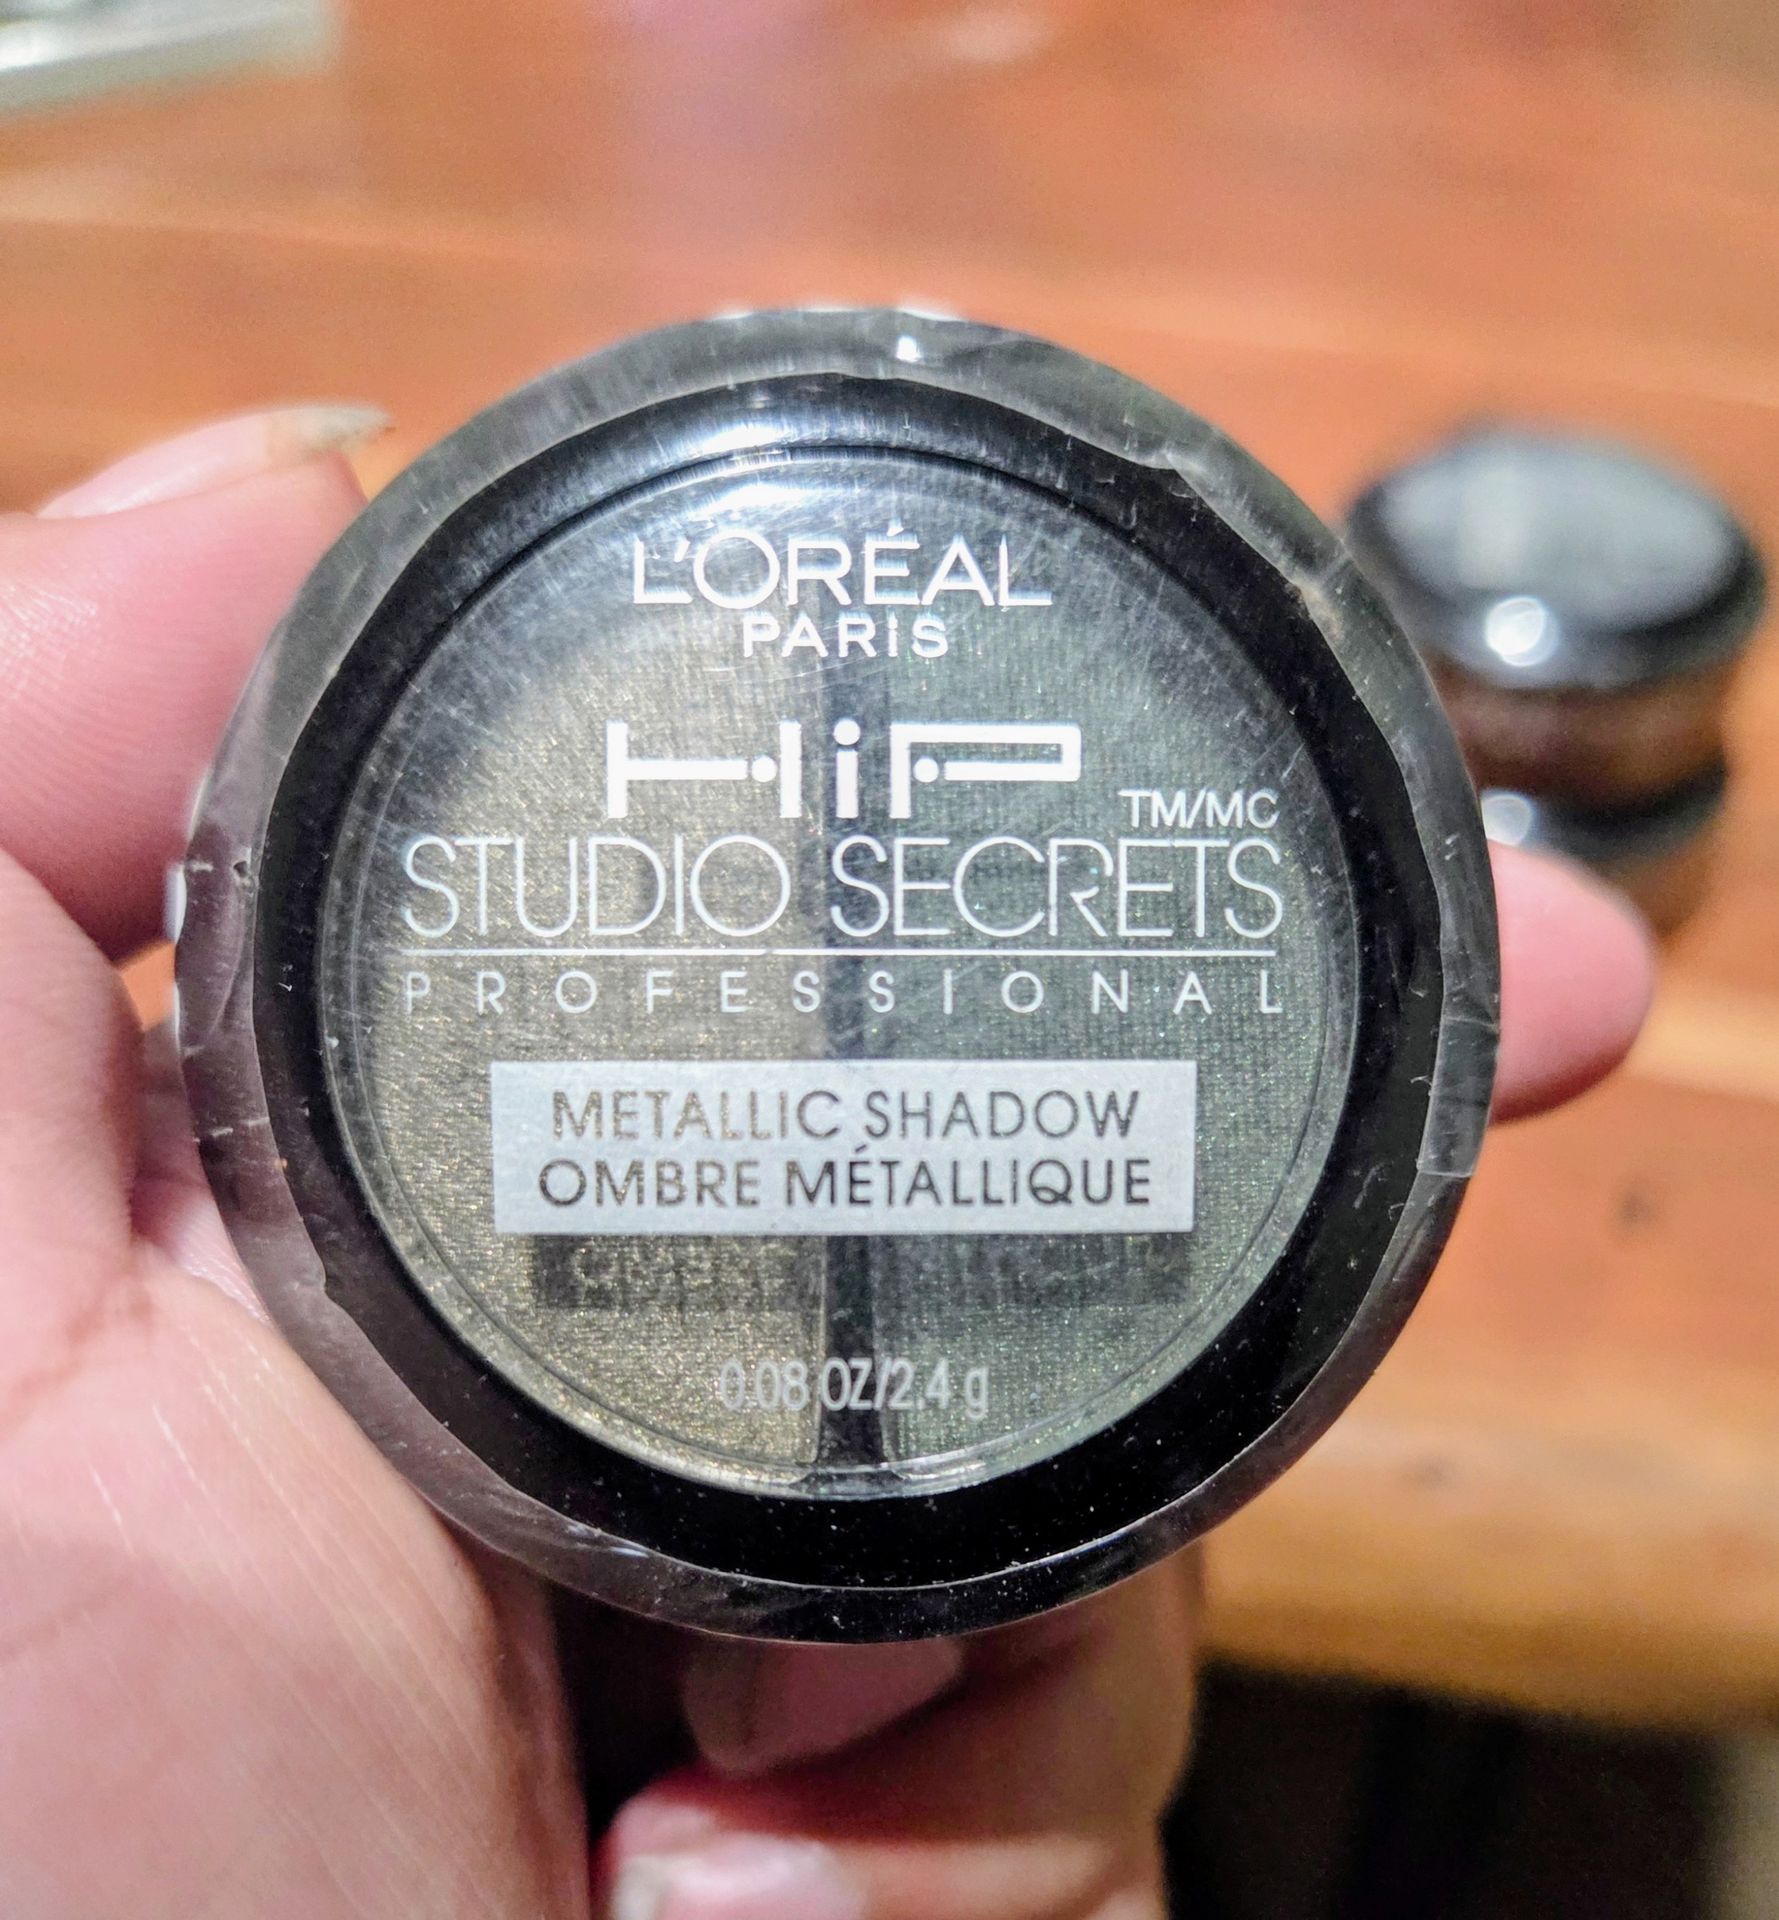 L'ORÉAL
PARIS
HiP
TM/MC
STUDIO SECRETS
PROFESSIONAL
METALLIC SHADOW
OMBRE MÉTALLIQUE
0.08 OZ/2.4 g